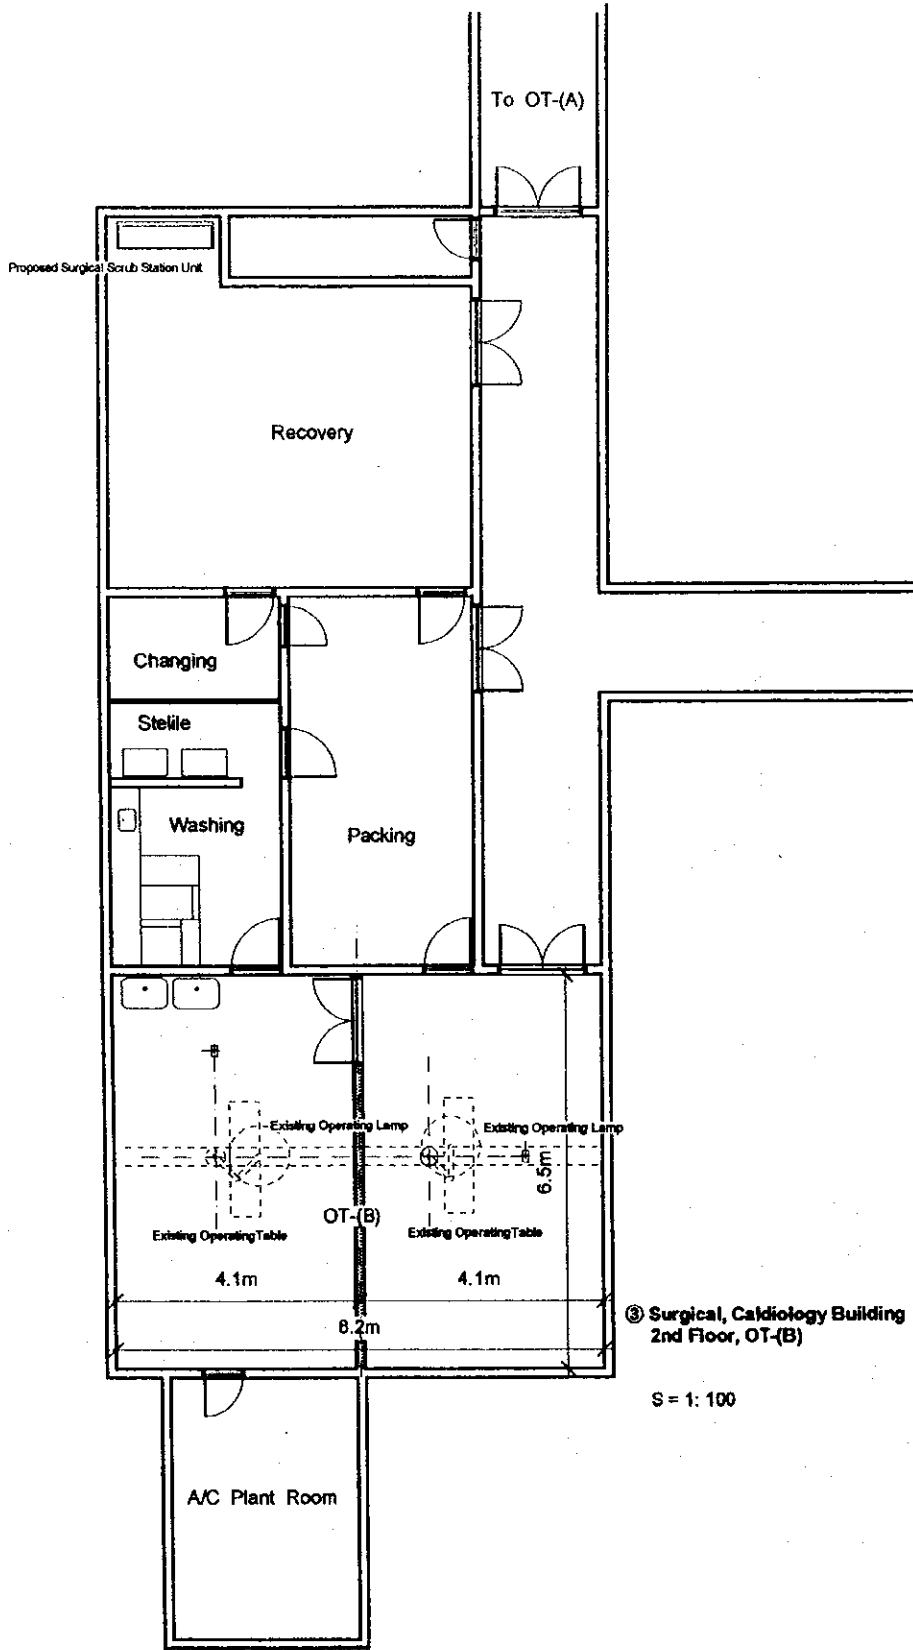 To OT-(A)
Proposed Surgical Scrub Station Unit
Recovery
Changing
Stelile
Washing
Packing
Existing Operating Lamp
Existing Operating Lamp
6.5m
OT-(B)
Existing Operating Table
Existing Operating Table
4.1m
4.1m
8.2m
③ Surgical, Caldiology Building
2nd Floor, OT-(B)
S = 1: 100
A/C Plant Room